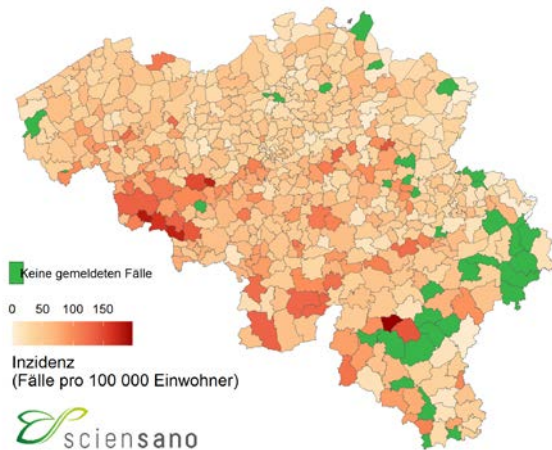 Keine gemeldeten Fälle
0 50 100 150
Inzidenz
(Fälle pro 100 000 Einwohner)
sciensano